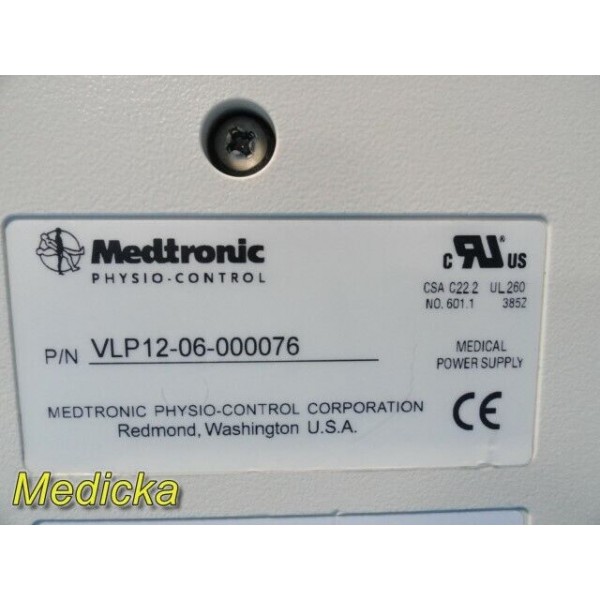 Medtronic
PHYSIO-CONTROL
C UR ® US
CSA C22.2 UL 260
NO. 601.1 3852
P/N VLP12-06-000076
MEDICAL
POWER SUPPLY
MEDTRONIC PHYSIO-CONTROL CORPORATION
Redmond, Washington U.S.A.
CE
Medicka